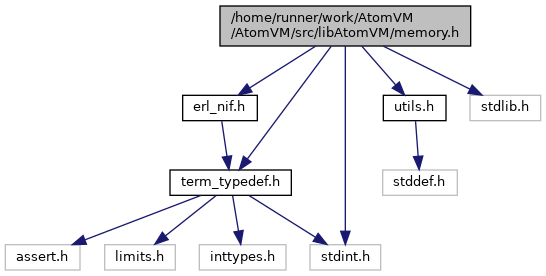 /home/runner/work/AtomVM
/AtomVM/src/libAtomVM/memory.h
erl_nif.h
utils.h
stdlib.h
term_typedef.h
stddef.h
assert.h
limits.h
inttypes.h
stdint.h